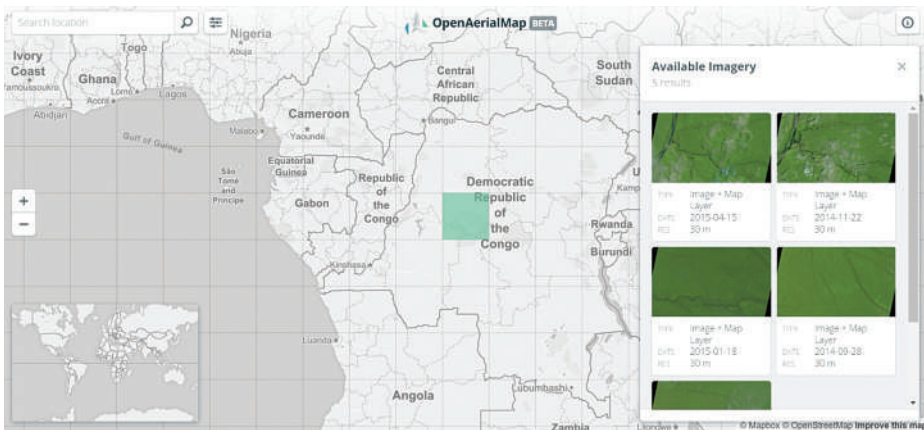 Search location
OpenAerialMap BETA
Nigeria
Abuja
Togo
Ivory
Coast
Ghana
Lomé
Lagos
Accra
Abidjan
Gulf of Guinea
Malabo
Cameroon
Yaounde
Central
African
Republic
Bangui
South
Sudan
Equatorial
Guinea
São
Tomé
and
Principe
Gabon
Republic
of
the
Congo
Democratic
Republic
of
the
Congo
Rwanda
Burundi
Kinshasa
Luanda
Angola
Lubumbashi
Zambia
+
−
Available Imagery
5 results
×
TYPE Image + Map
Layer
DATE 2015-04-15
RES 30 m
TYPE Image + Map
Layer
DATE 2014-11-22
RES 30 m
TYPE Image + Map
Layer
DATE 2015-01-18
RES 30 m
TYPE Image + Map
Layer
DATE 2014-09-28
RES 30 m
© Mapbox © OpenStreetMap Improve this map